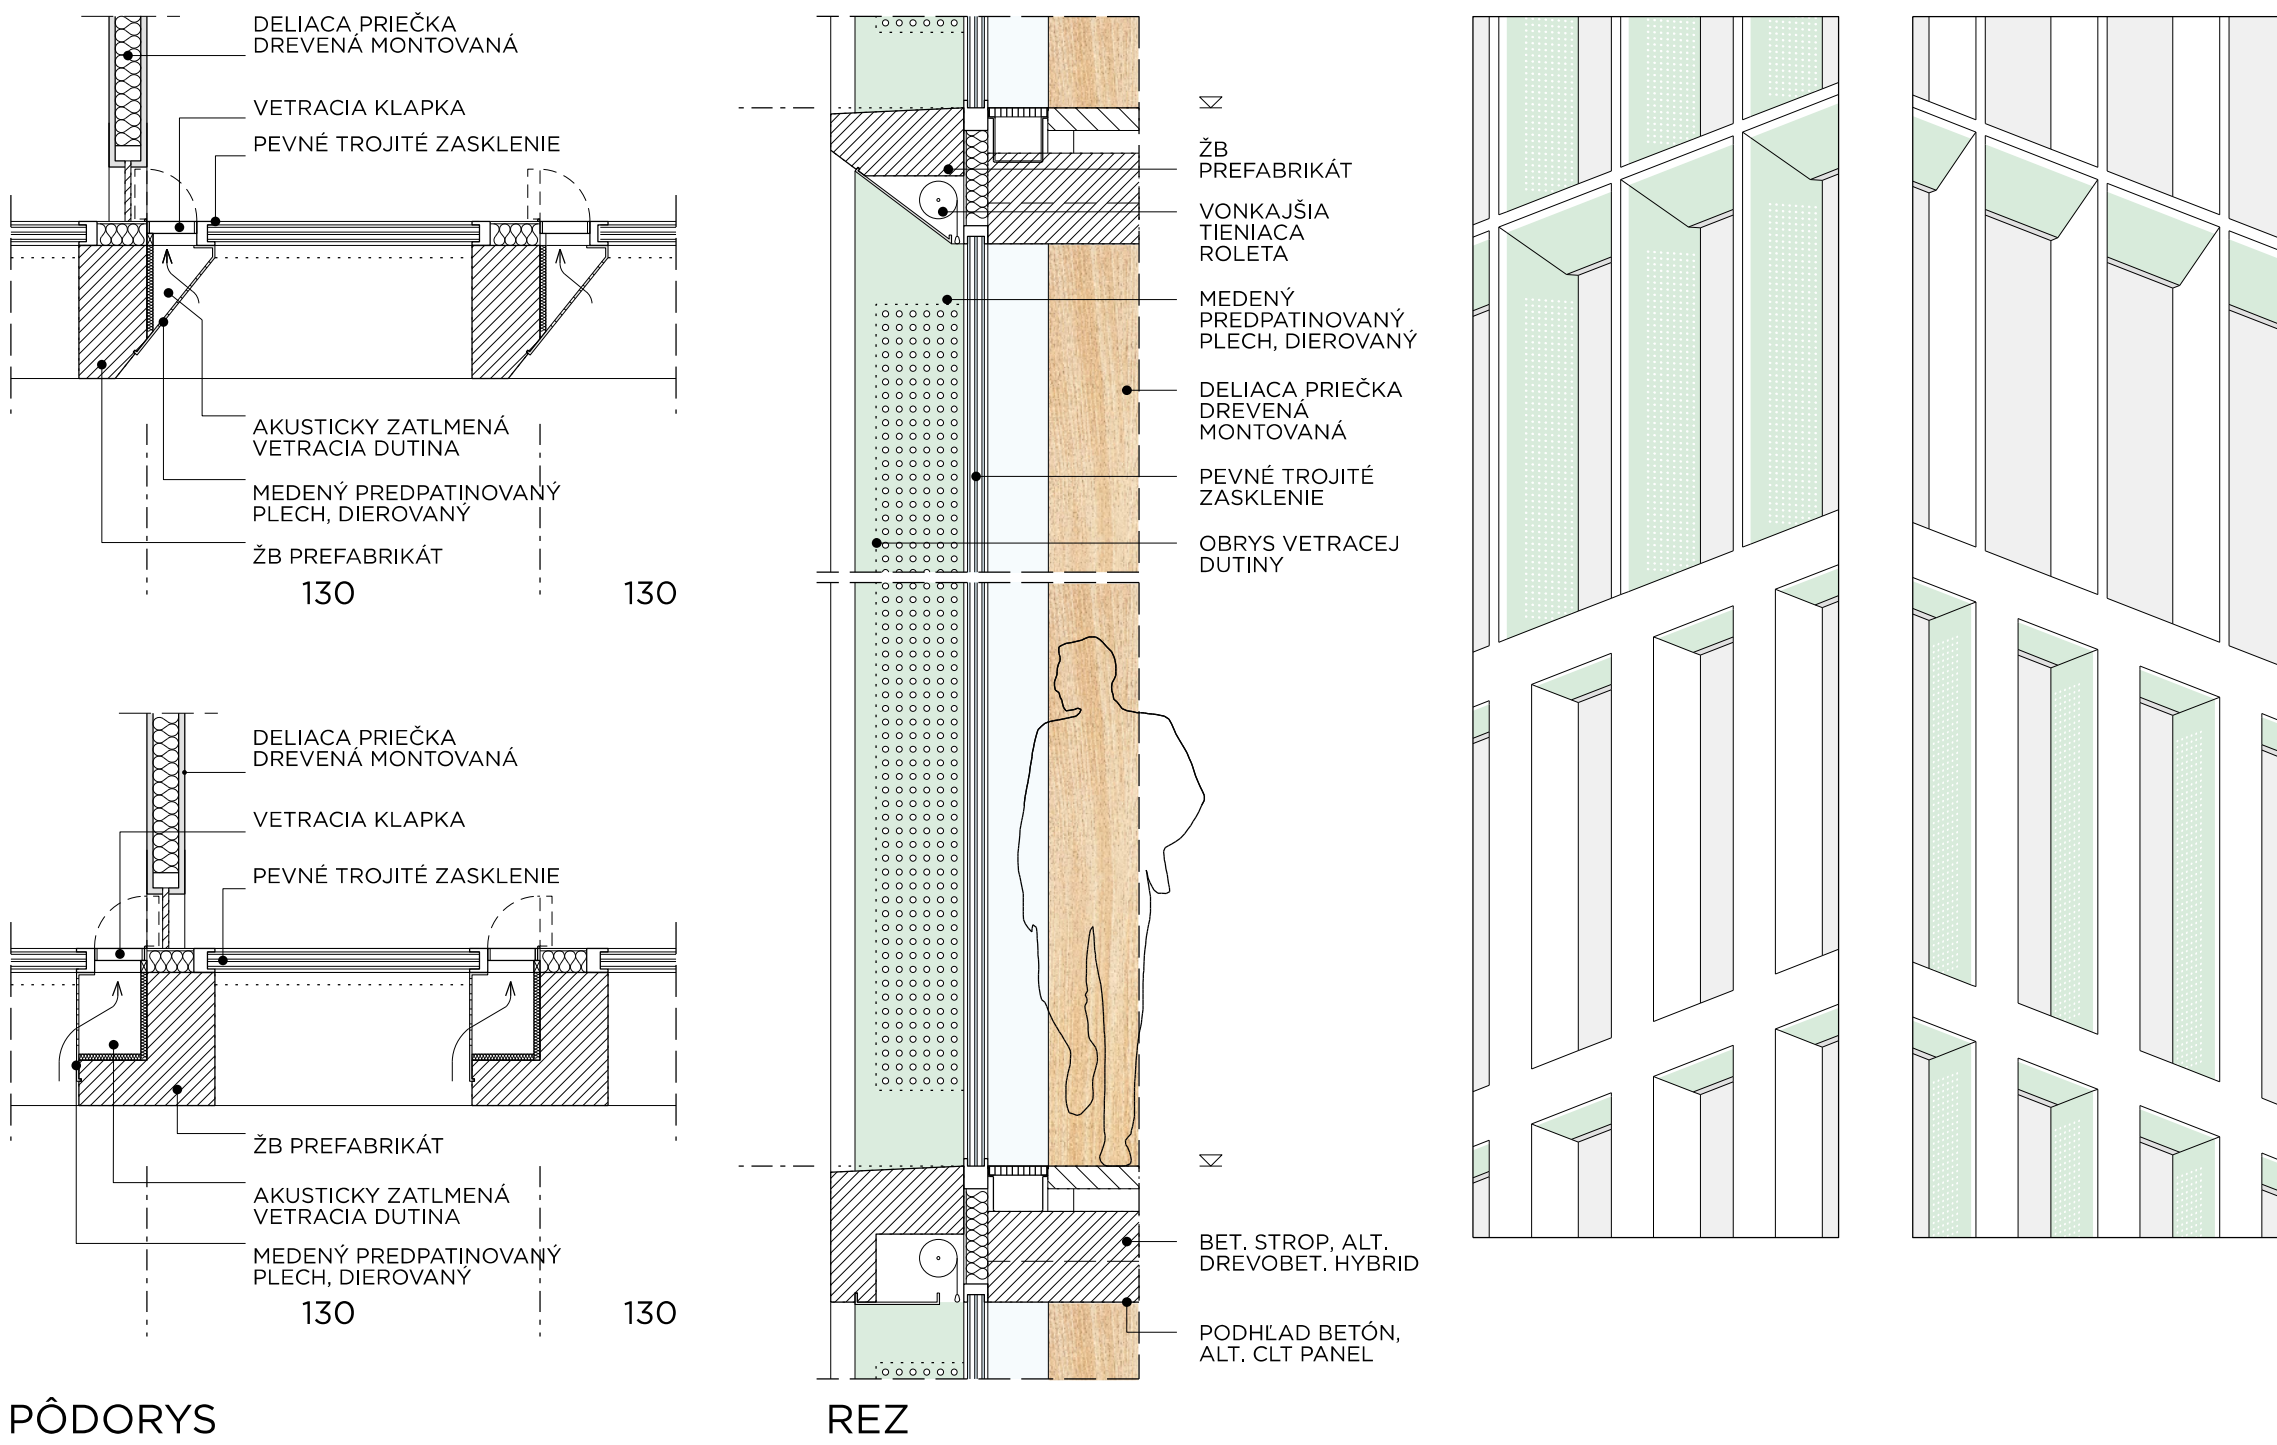 DELIACA PRIEČKA
DREVENÁ MONTOVANÁ
VETRACIA KLAPKA
PEVNÉ TROJITÉ ZASKLENIE
AKUSTICKY ZATLMENÁ
VETRACIA DUTINA
MEDENÝ PREDPATINOVANÝ
PLECH, DIEROVANÝ
ŽB PREFABRIKÁT
130
130
DELIACA PRIEČKA
DREVENÁ MONTOVANÁ
VETRACIA KLAPKA
PEVNÉ TROJITÉ ZASKLENIE
ŽB PREFABRIKÁT
AKUSTICKY ZATLMENÁ
VETRACIA DUTINA
MEDENÝ PREDPATINOVANÝ
PLECH, DIEROVANÝ
130
130
PÔDORYS
ŽB
PREFABRIKÁT
VONKAJŠIA
TIENIACA
ROLETA
MEDENÝ
PREDPATINOVANÝ
PLECH, DIEROVANÝ
DELIACA PRIEČKA
DREVENÁ
MONTOVANÁ
PEVNÉ TROJITÉ
ZASKLENIE
OBRYS VETRACEJ
DUTINY
BET. STROP, ALT.
DREVOBET. HYBRID
PODHĽAD BETÓN,
ALT. CLT PANEL
REZ